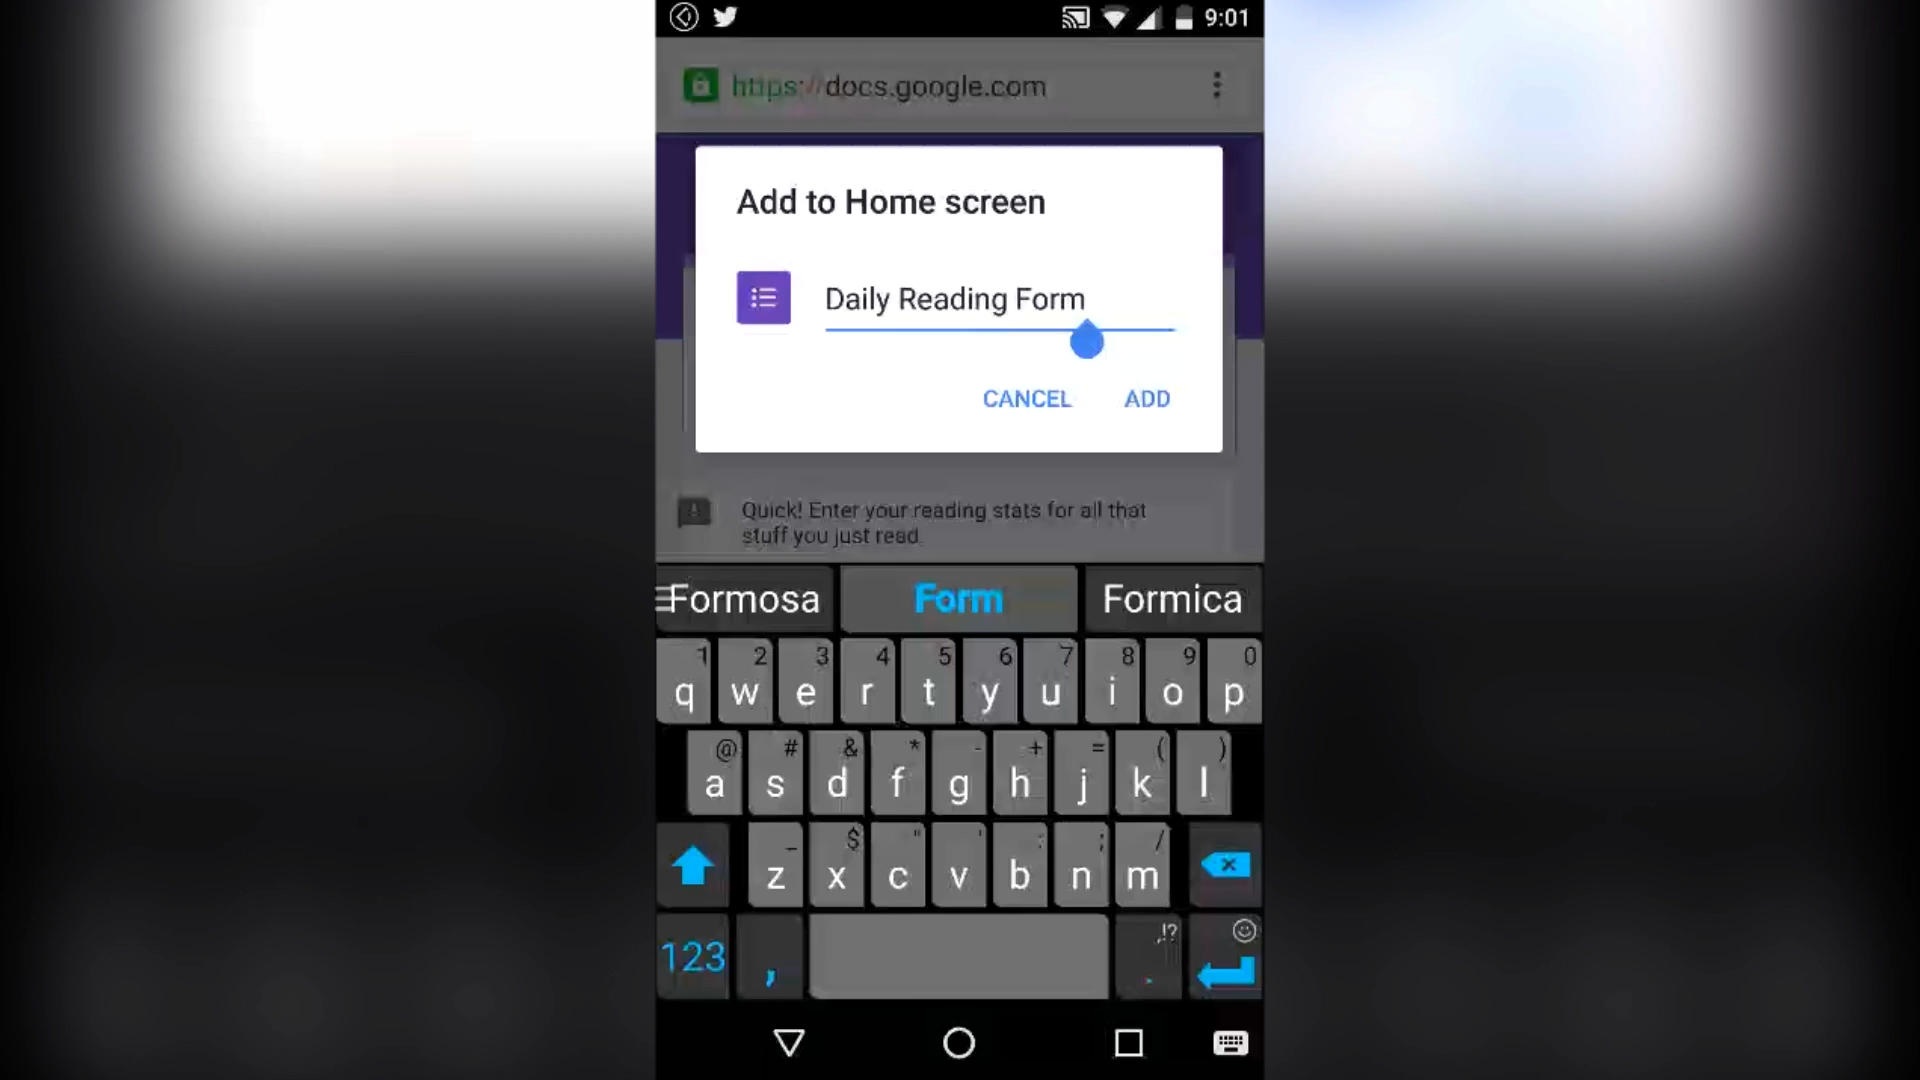 9:01
https://docs.google.com
Add to Home screen
Daily Reading Form
CANCEL ADD
Quick! Enter your reading stats for all that
stuff you just read.
Formosa Form Formica
1 2 3 4 5 6 7 8 9 0
q w e r t y u i o p
@ # & * - + = ( )
a s d f g h j k l
_ $ " ' : ; /
z x c v b n m
,!?
123 , .